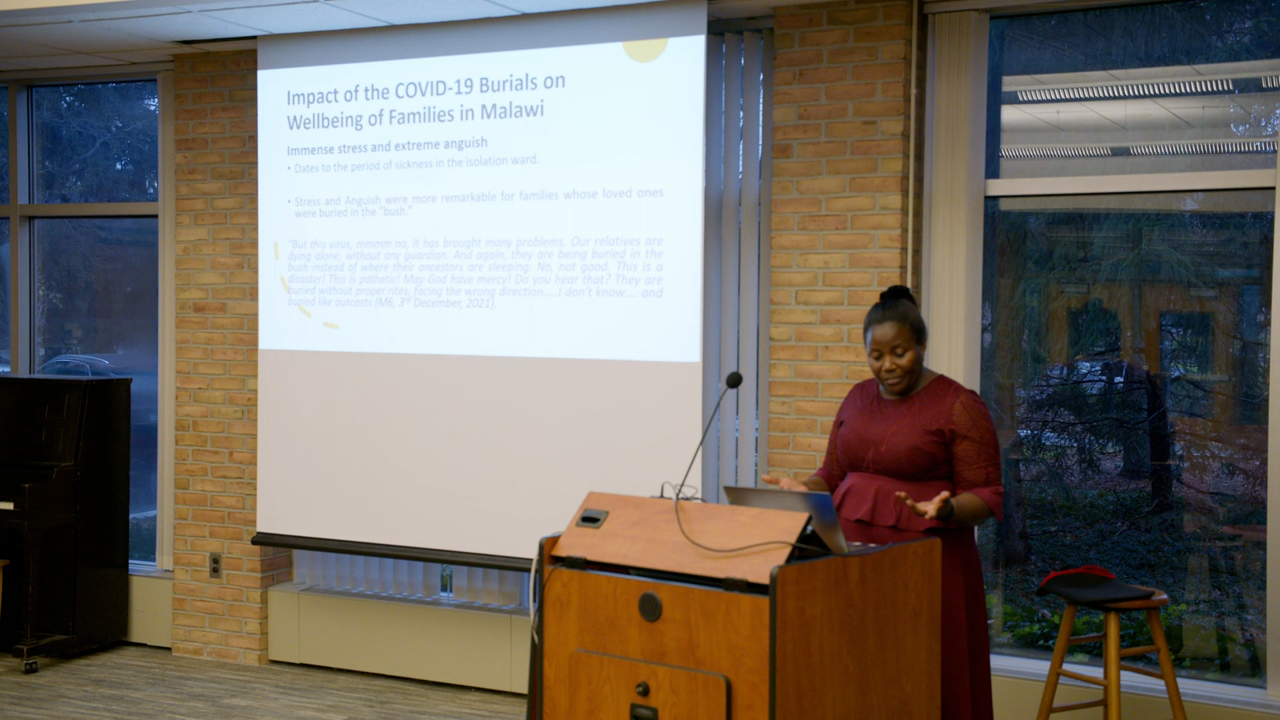 Impact of the COVID-19 Burials on
Wellbeing of Families in Malawi
Immense stress and extreme anguish
• Dates to the period of sickness in the isolation ward.
• Stress and Anguish were more remarkable for families whose loved ones
were buried in the "bush."
"But this virus, mmmm no, it has brought many problems. Our relatives are
dying alone, without any guardian. And again, they are being buried in the
bush instead of where their ancestors are sleeping. No, not good. This is a
disaster! This is pathetic! May God have mercy! Do you hear that? They are
buried without proper rites, facing the wrong direction.....I don't know.... and
buried like outcasts (M6, 3rd December, 2021).